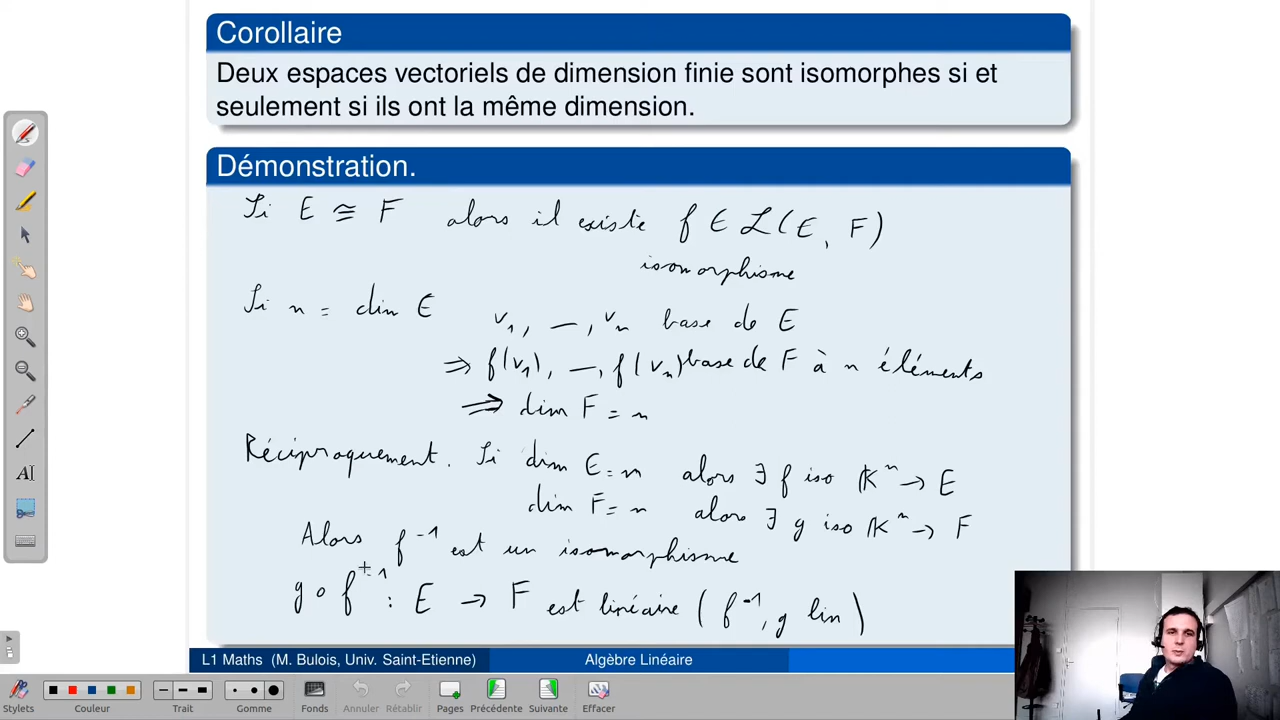 Corollaire
Deux espaces vectoriels de dimension finie sont isomorphes si et
seulement si ils ont la même dimension.
Démonstration.
Si E ≅ F alors il existe f ∈ ℒ(E, F)
isomorphisme
Si n = dim E
v₁, —, vₙ base de E
⇒ f(v₁), —, f(vₙ) base de F à n éléments
⇒ dim F = n
Réciproquement. Si dim E = n alors ∃ f iso 𝕂ⁿ → E
dim F = n alors ∃ g iso 𝕂ⁿ → F
Alors f⁻¹ est un isomorphisme
g ∘ f⁻¹ : E → F est linéaire (f⁻¹, g lin)
L1 Maths (M. Bulois, Univ. Saint-Etienne)
Algèbre Linéaire
AI
Stylets
Couleur
Trait
Gomme
Fonds
Annuler
Rétablir
Pages
Précédente
Suivante
Effacer